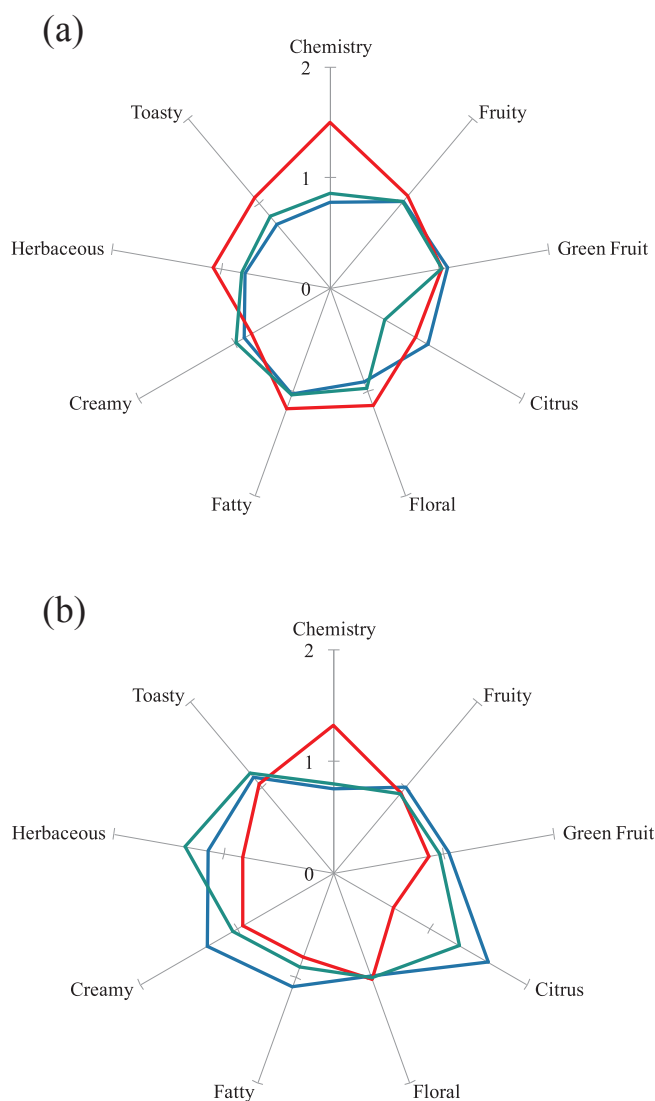 (a)
Chemistry
2
Toasty
Fruity
1
Herbaceous
Green Fruit
0
Creamy
Citrus
Fatty
Floral
(b)
Chemistry
2
Toasty
Fruity
1
Herbaceous
Green Fruit
0
Creamy
Citrus
Fatty
Floral